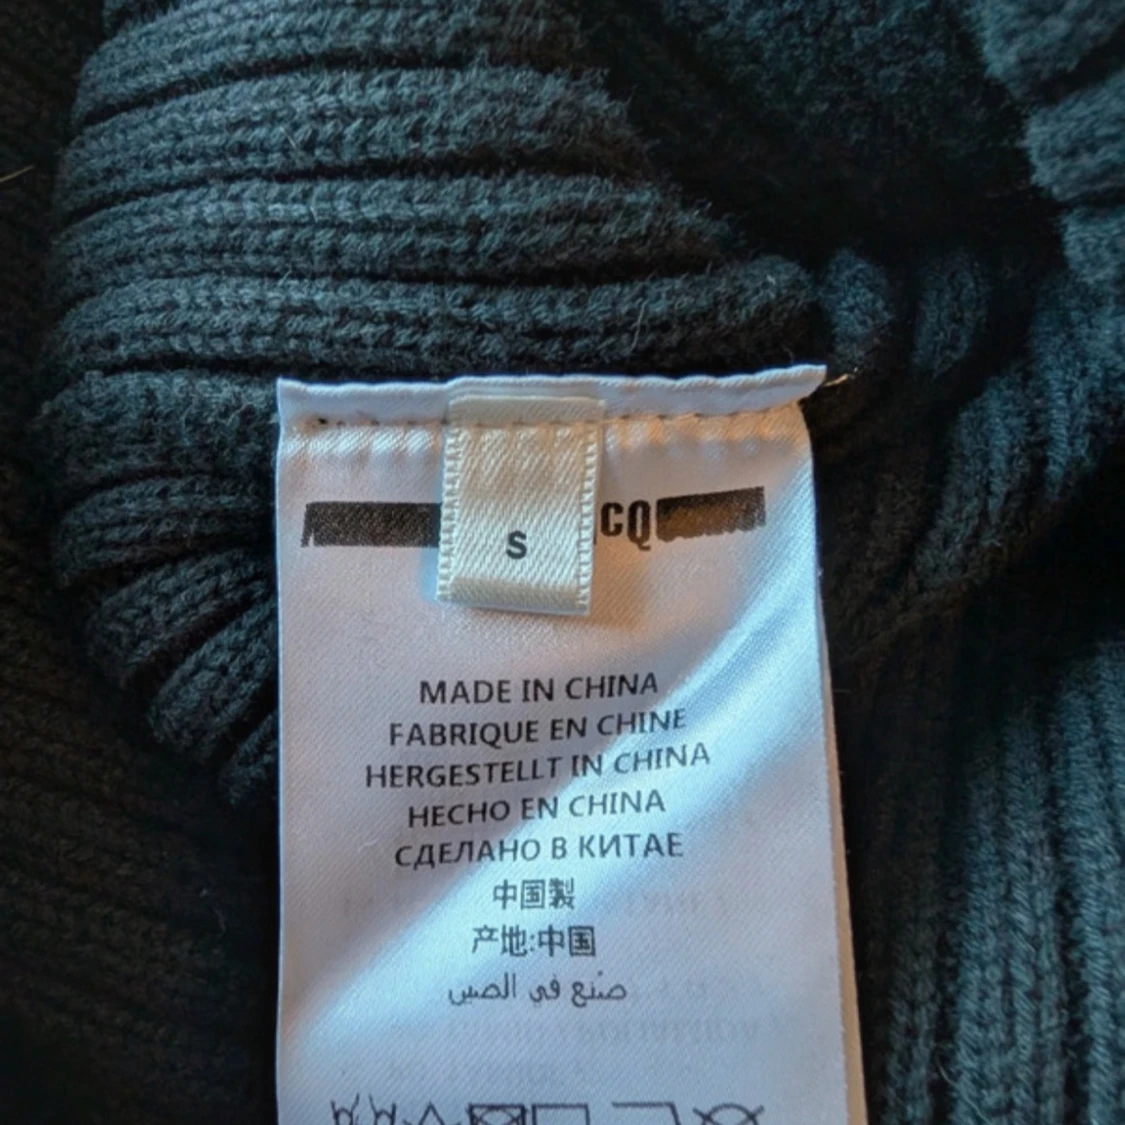 CQ
S
MADE IN CHINA
FABRIQUE EN CHINE
HERGESTELLT IN CHINA
HECHO EN CHINA
СДЕЛАНО В КИТАЕ
中国製
产地:中国
صنع في الصين